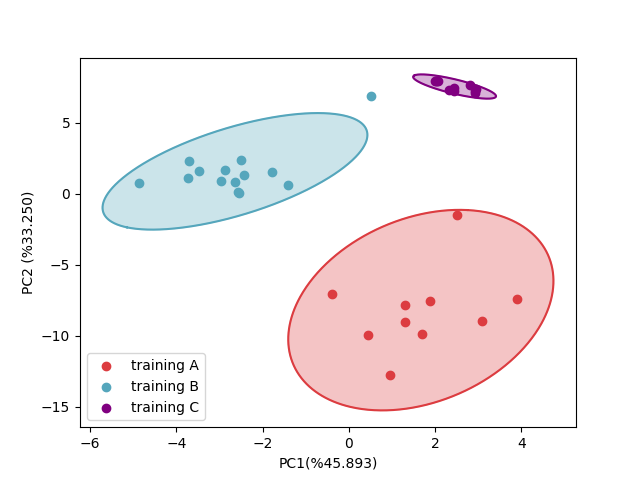 5
0
−5
−10
−15
PC2 (%33.250)
training A
training B
training C
−6 −4 −2 0 2 4
PC1(%45.893)